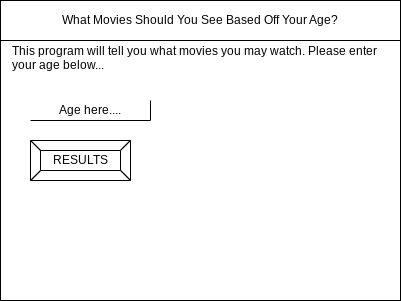 What Movies Should You See Based Off Your Age?
This program will tell you what movies you may watch. Please enter
your age below...
Age here....
RESULTS